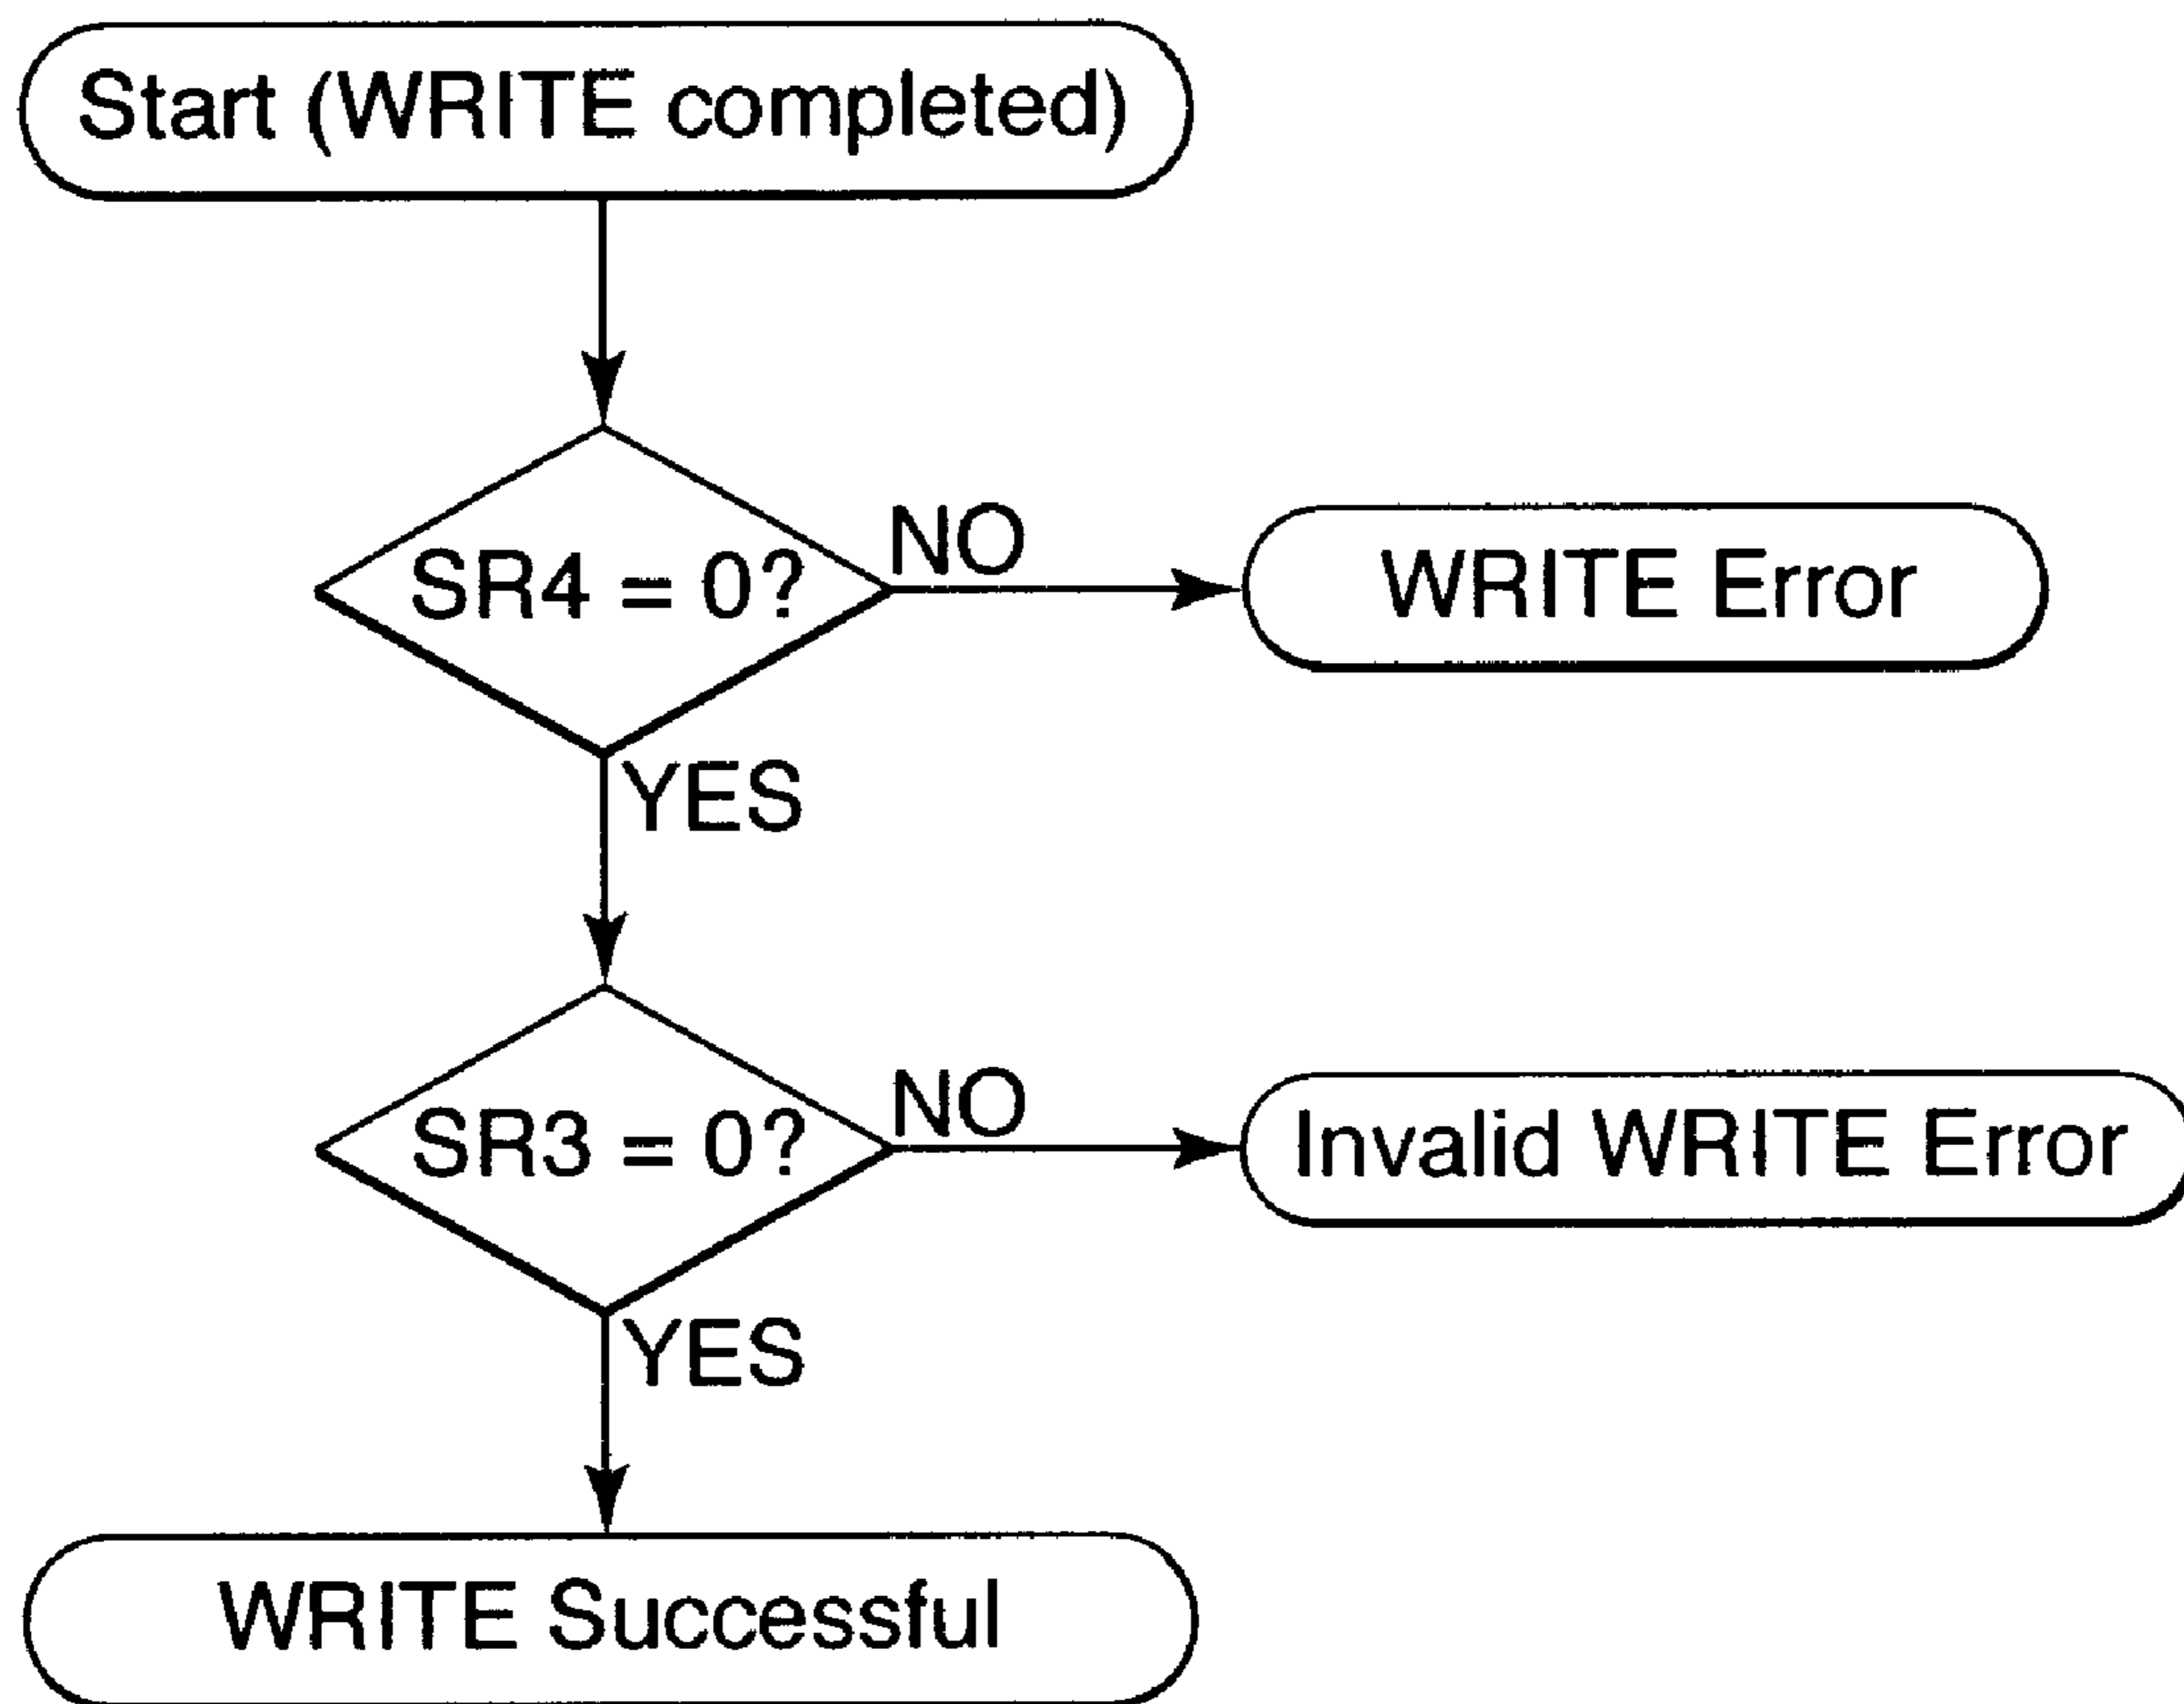 Start (WRITE completed)
SR4 = 0?
NO
WRITE Error
YES
SR3 = 0?
NO
Invalid WRITE Error
YES
WRITE Successful